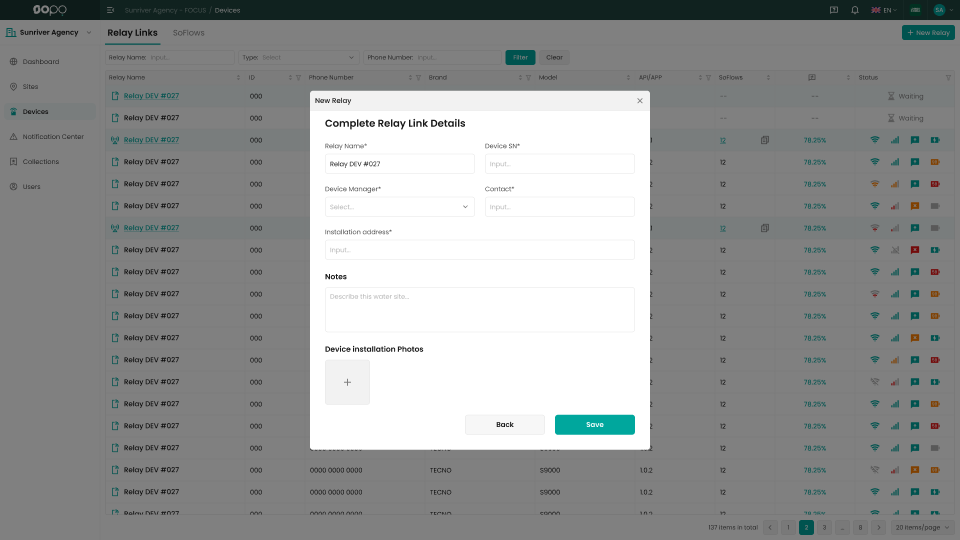 oopo
Sunriver Agency - FOCUS / Devices
EN
SA
Sunriver Agency
Dashboard
Sites
Devices
Notification Center
Collections
Users
Relay Links
SoFlows
+ New Relay
Relay Name: Input...
Type: Select
Phone Number: Input...
Filter
Clear
Relay Name ID Phone Number Brand Model API/APP SoFlows Status
Relay DEV #027 000 -- -- Waiting
Relay DEV #027 000 -- -- Waiting
Relay DEV #027 000 12 78.25%
Relay DEV #027 000 12 78.25%
Relay DEV #027 000 12 78.25%
Relay DEV #027 000 12 78.25%
Relay DEV #027 000 12 78.25%
Relay DEV #027 000 12 78.25%
Relay DEV #027 000 12 78.25%
Relay DEV #027 000 12 78.25%
Relay DEV #027 000 12 78.25%
Relay DEV #027 000 12 78.25%
Relay DEV #027 000 12 78.25%
Relay DEV #027 000 12 78.25%
Relay DEV #027 000 12 78.25%
Relay DEV #027 000 12 78.25%
Relay DEV #027 000 0000 0000 0000 TECNO S9000 1.0.2 12 78.25%
Relay DEV #027 000 0000 0000 0000 TECNO S9000 1.0.2 12 78.25%
Relay DEV #027 000 0000 0000 0000 TECNO S9000 1.0.2 12 78.25%
Relay DEV #027 000 0000 0000 0000 TECNO S9000 1.0.2 12 78.25%
137 items in total
1 2 3 ... 8
20 items/page
New Relay
Complete Relay Link Details
Relay Name*
Relay DEV #027
Device SN*
Input...
Device Manager*
Select...
Contact*
Input...
Installation address*
Input...
Notes
Describe this water site...
Device installation Photos
+
Back
Save